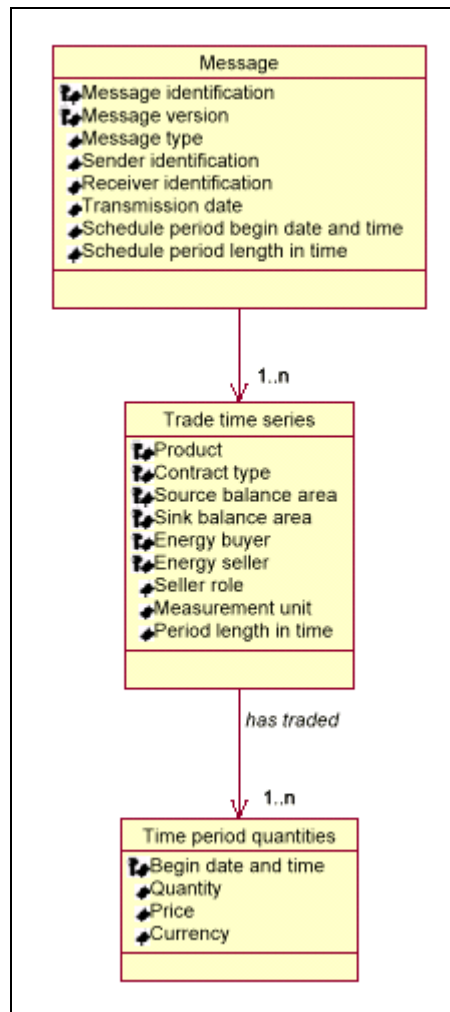 Message
Message identification
Message version
Message type
Sender identification
Receiver identification
Transmission date
Schedule period begin date and time
Schedule period length in time
1..n
Trade time series
Product
Contract type
Source balance area
Sink balance area
Energy buyer
Energy seller
Seller role
Measurement unit
Period length in time
has traded
1..n
Time period quantities
Begin date and time
Quantity
Price
Currency